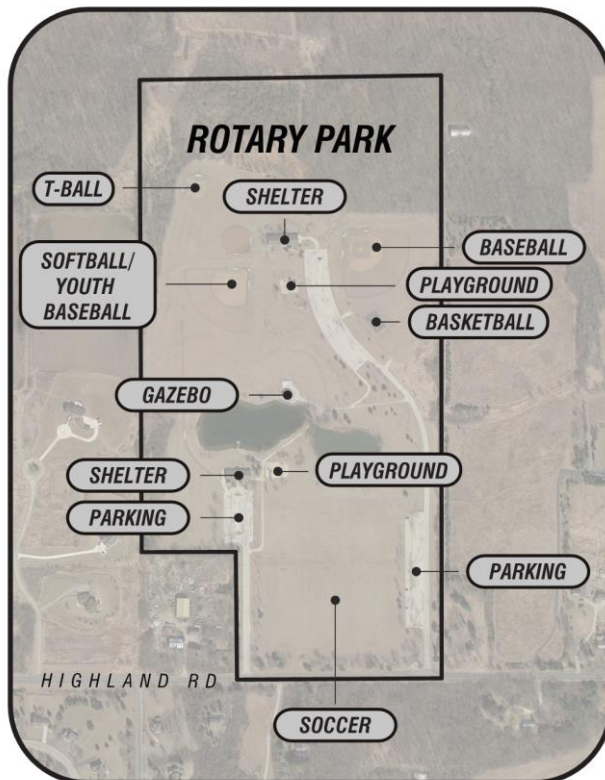 ROTARY PARK
T-BALL
SHELTER
BASEBALL
SOFTBALL/
YOUTH
BASEBALL
PLAYGROUND
BASKETBALL
GAZEBO
SHELTER
PLAYGROUND
PARKING
PARKING
HIGHLAND RD
SOCCER